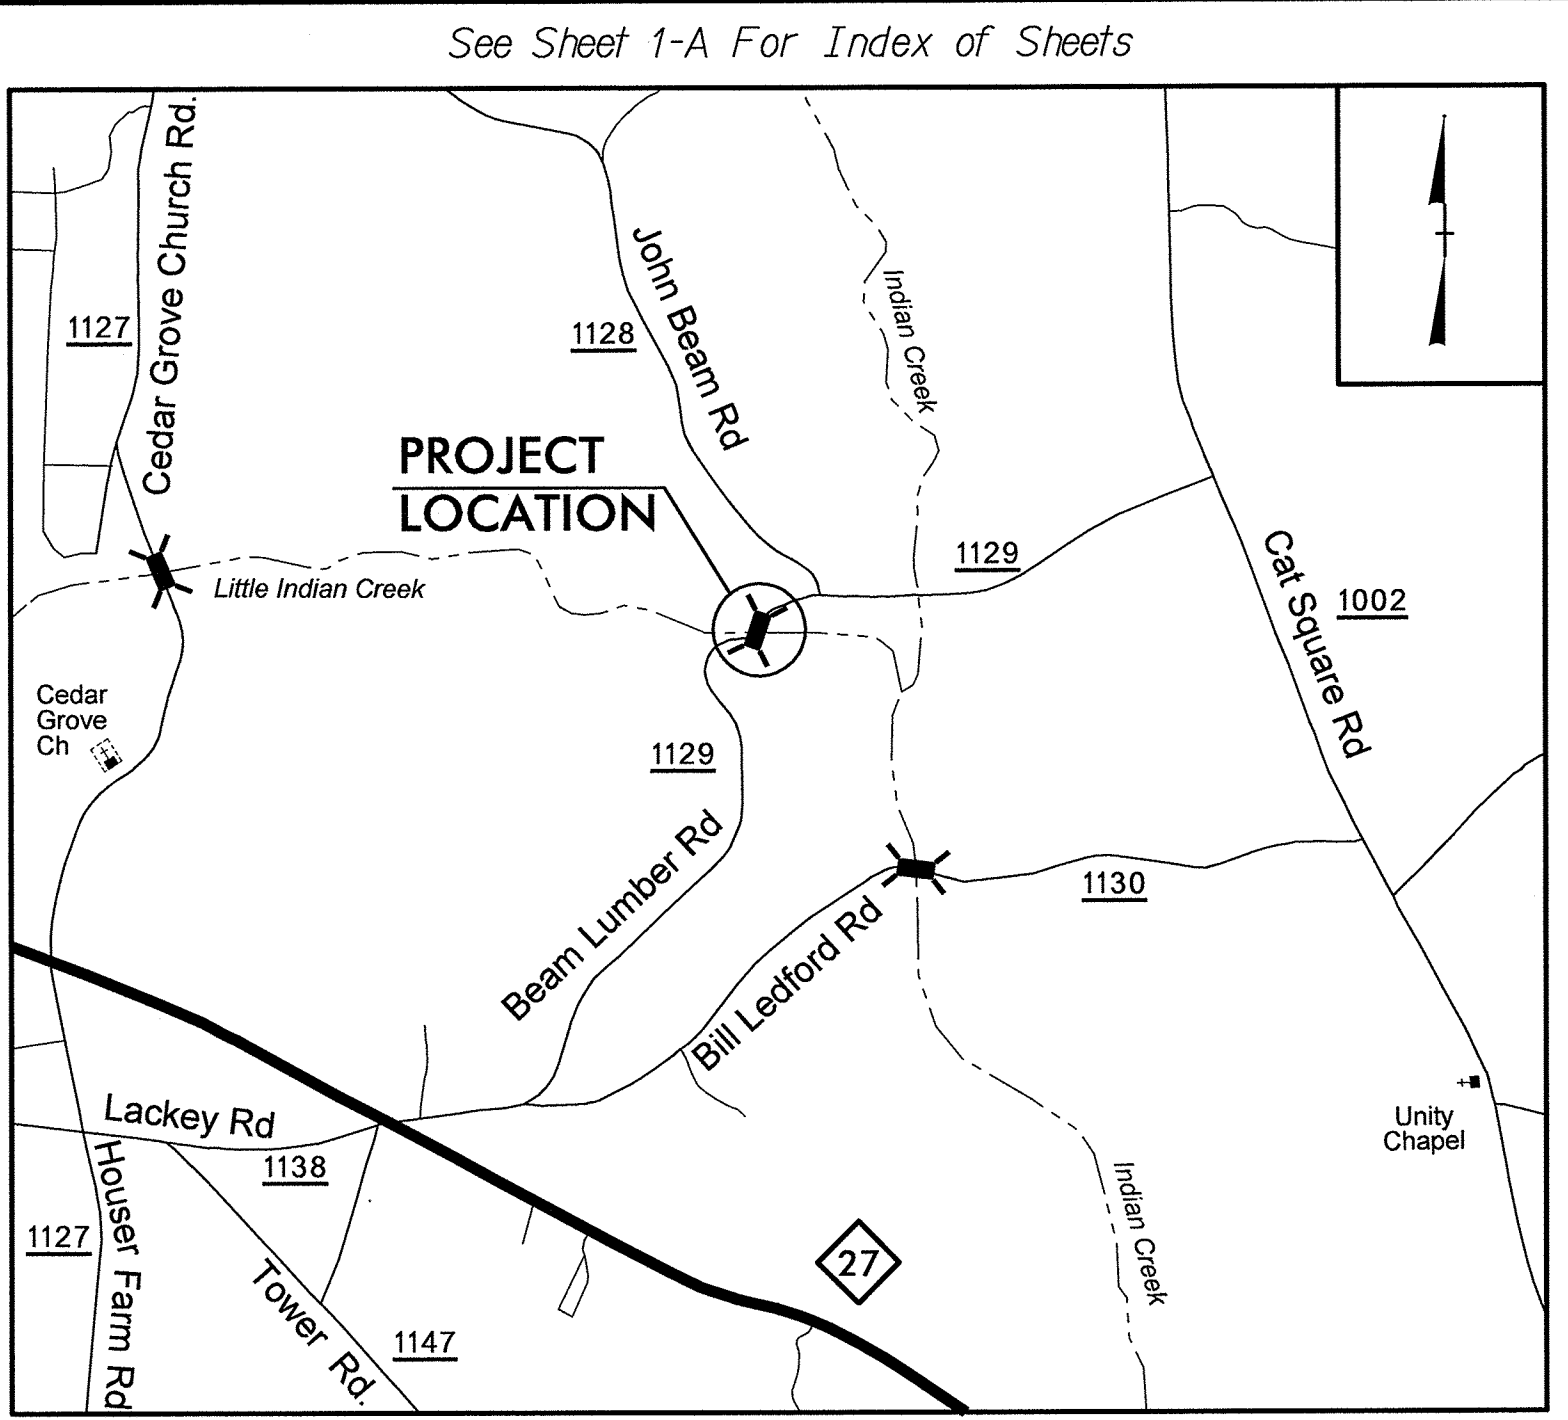 See Sheet 1-A For Index of Sheets
Cedar Grove Church Rd.
1127
1128
John Beam Rd
Indian Creek
PROJECT
LOCATION
1129
Little Indian Creek
Cat Square Rd
1002
Cedar
Grove
Ch
1129
Beam Lumber Rd
Bill Ledford Rd
1130
Lackey Rd
1138
Unity
Chapel
Houser Farm Rd
1127
Tower Rd.
1147
27
Indian Creek